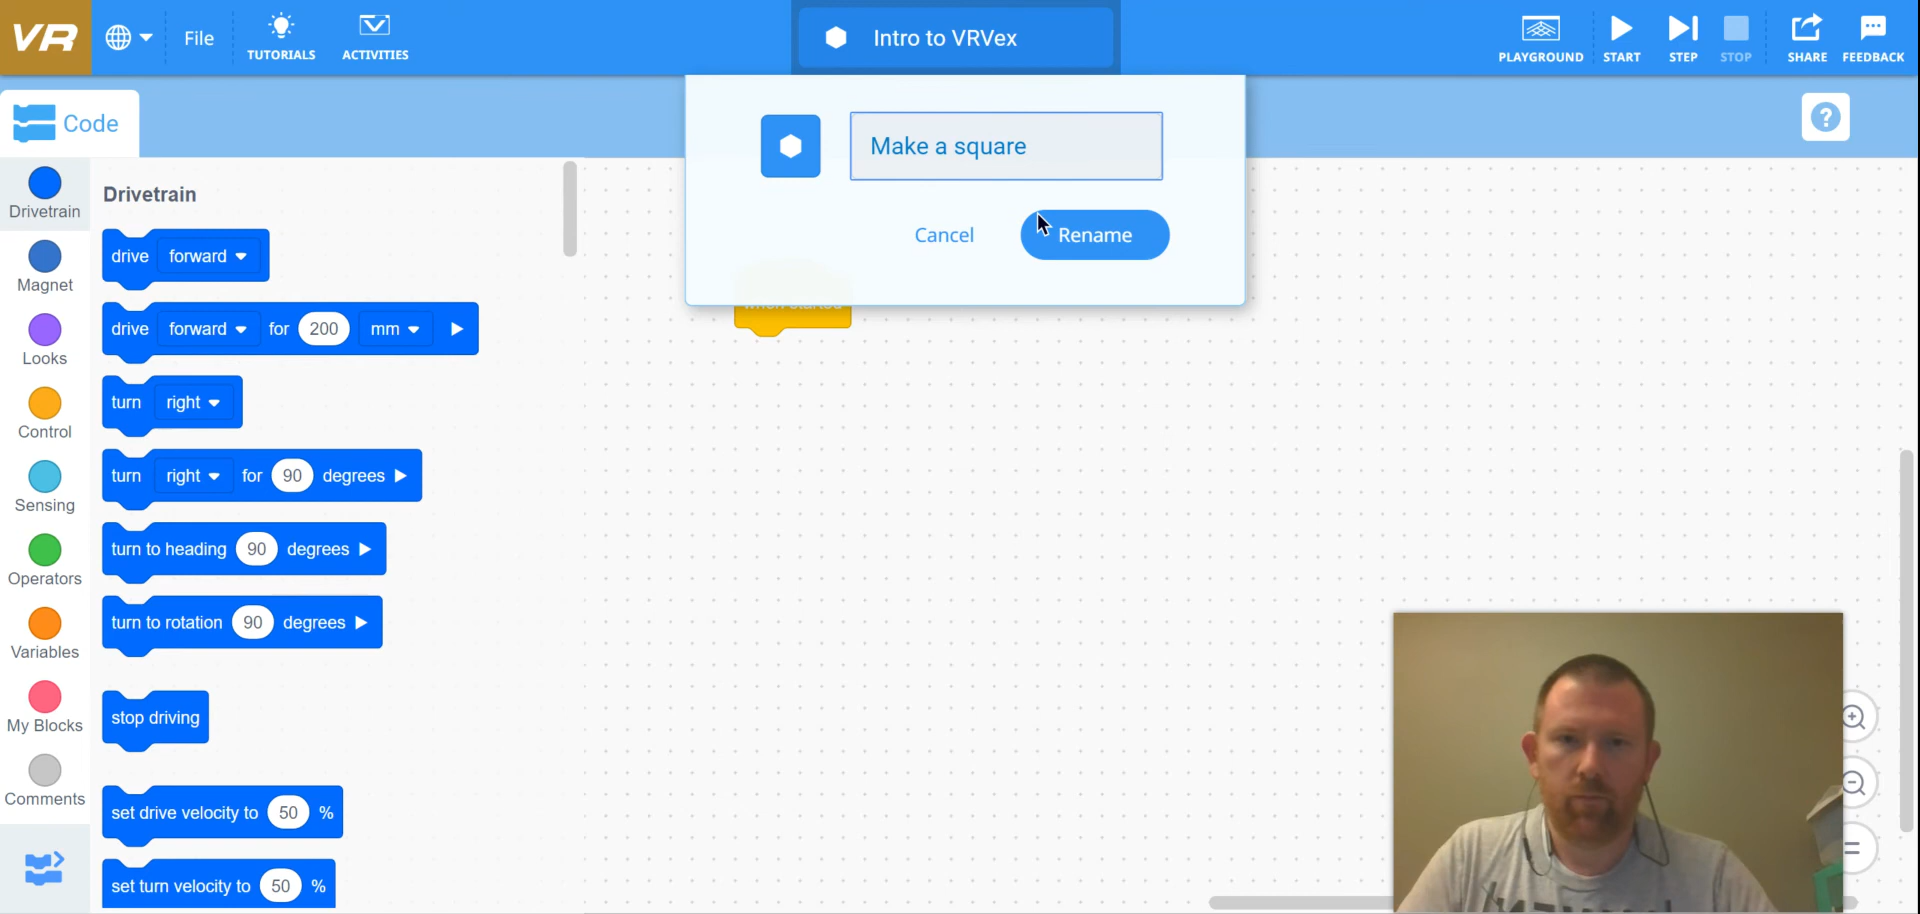 VR
File
TUTORIALS
ACTIVITIES
Intro to VRVex
PLAYGROUND
START
STEP
STOP
SHARE
FEEDBACK
Code
?
Make a square
Cancel
Rename
when started
Drivetrain
Magnet
Looks
Control
Sensing
Operators
Variables
My Blocks
Comments
Drivetrain
drive forward
drive forward for 200 mm
turn right
turn right for 90 degrees
turn to heading 90 degrees
turn to rotation 90 degrees
stop driving
set drive velocity to 50 %
set turn velocity to 50 %